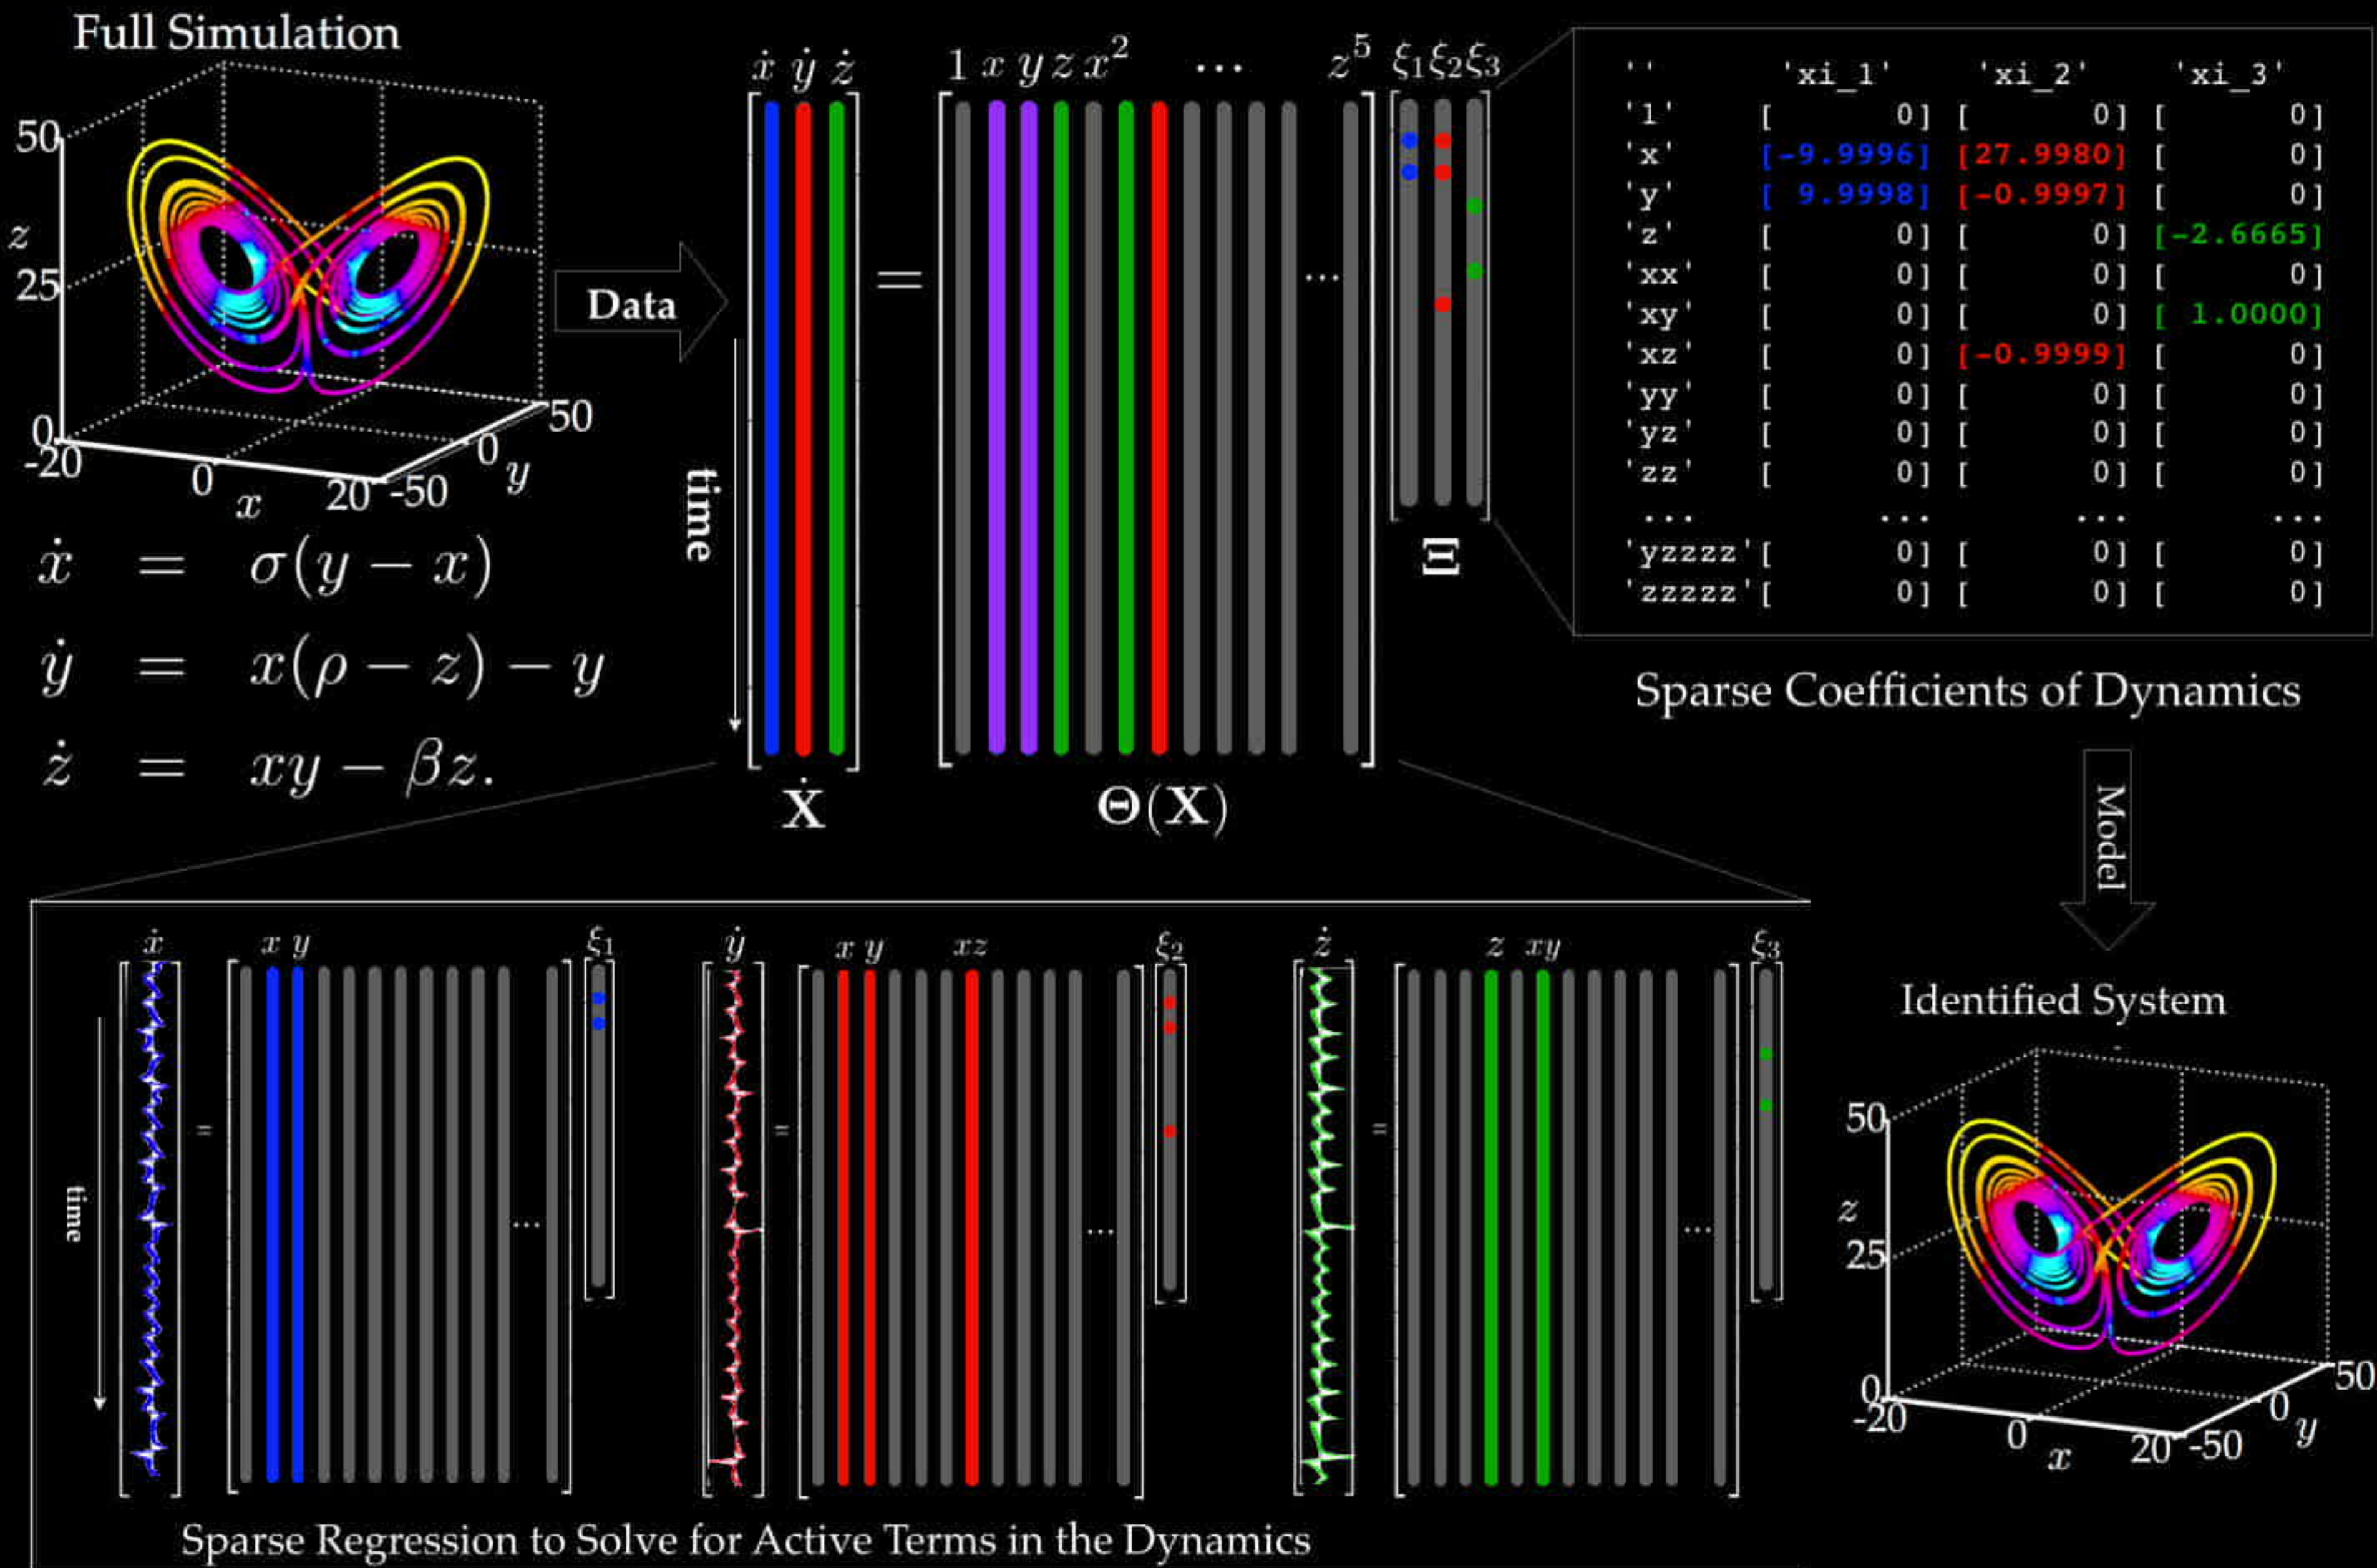 Full Simulation
50
z
25
0
-20
0
x
20
-50
0
y
50
ẋ = σ(y − x)
ẏ = x(ρ − z) − y
ż = xy − βz.
Data
ẋ ẏ ż
time
Ẋ
=
1 x y z x² ... z⁵
...
Θ(X)
ξ₁ ξ₂ ξ₃
Ξ
'' 'xi_1' 'xi_2' 'xi_3'
'1' [ 0] [ 0] [ 0]
'x' [-9.9996] [27.9980] [ 0]
'y' [ 9.9998] [-0.9997] [ 0]
'z' [ 0] [ 0] [-2.6665]
'xx' [ 0] [ 0] [ 0]
'xy' [ 0] [ 0] [ 1.0000]
'xz' [ 0] [-0.9999] [ 0]
'yy' [ 0] [ 0] [ 0]
'yz' [ 0] [ 0] [ 0]
'zz' [ 0] [ 0] [ 0]
... ... ... ...
'yzzzz' [ 0] [ 0] [ 0]
'zzzzz' [ 0] [ 0] [ 0]
Sparse Coefficients of Dynamics
Model
time
ẋ
=
x y
...
ξ₁
ẏ
=
x y xz
...
ξ₂
ż
=
z xy
...
ξ₃
Sparse Regression to Solve for Active Terms in the Dynamics
Identified System
50
z
25
0
-20
0
x
20
-50
0
y
50